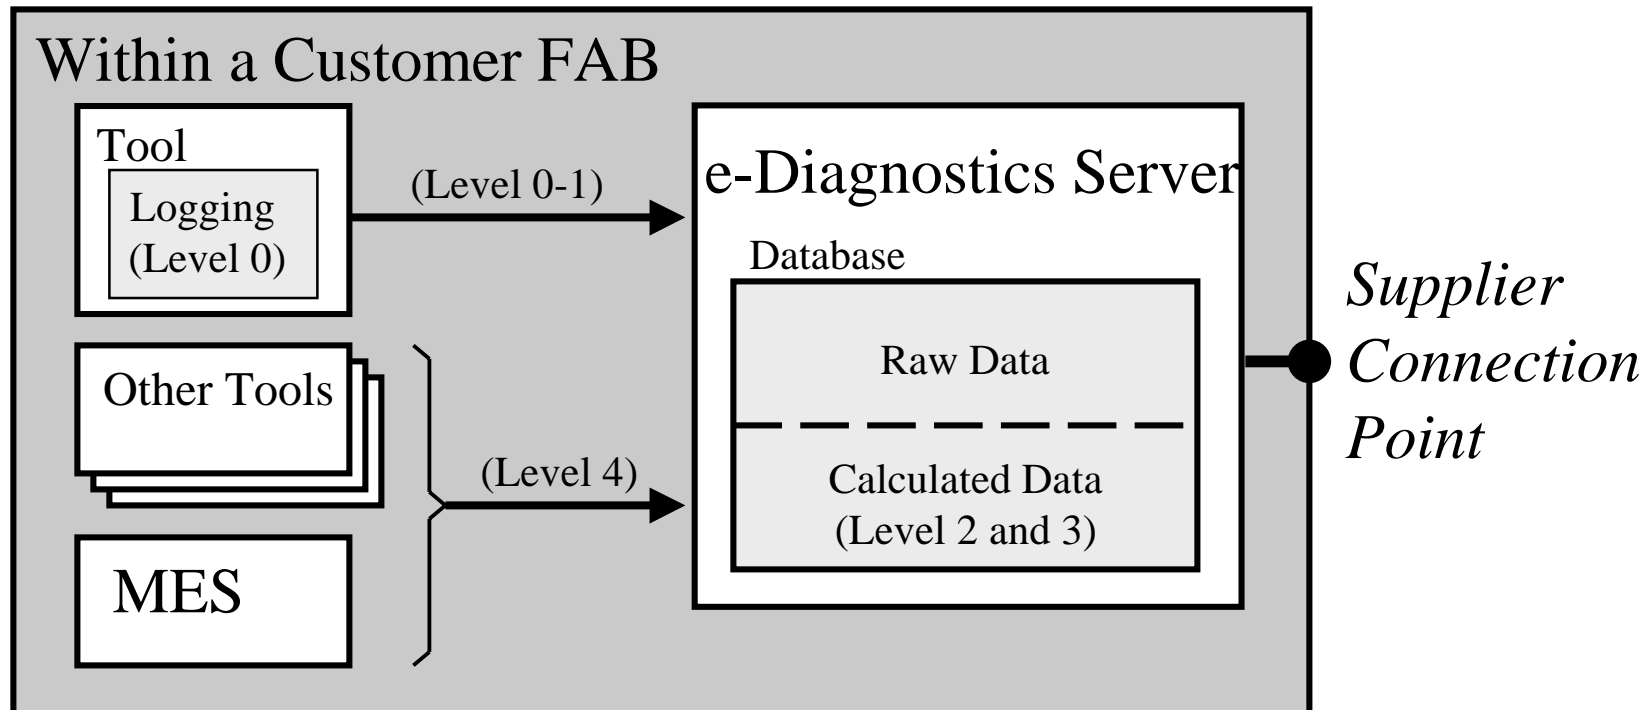 Within a Customer FAB
Tool
Logging
(Level 0)
(Level 0-1)
Other Tools
MES
(Level 4)
e-Diagnostics Server
Database
Raw Data
Calculated Data
(Level 2 and 3)
Supplier
Connection
Point